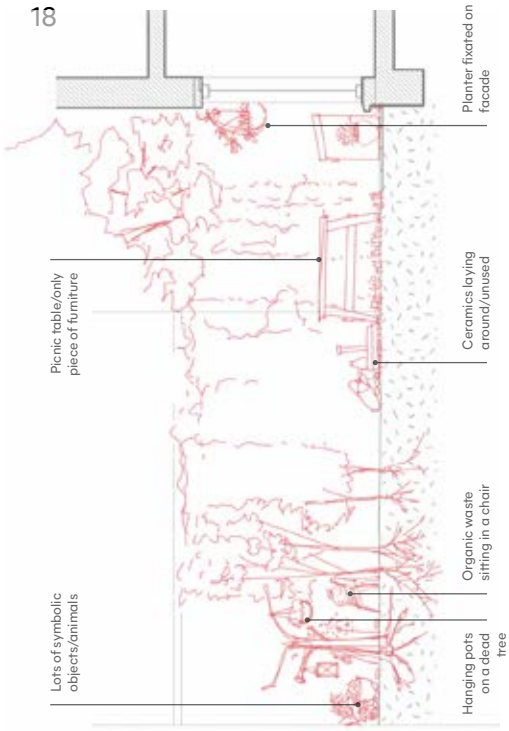 18
Lots of symbolic
objects/animals
Picnic table/only
piece of furniture
Hanging pots
on a dead
tree
Organic waste
sitting in a chair
Ceramics laying
around/unused
Planter fixated on
facade